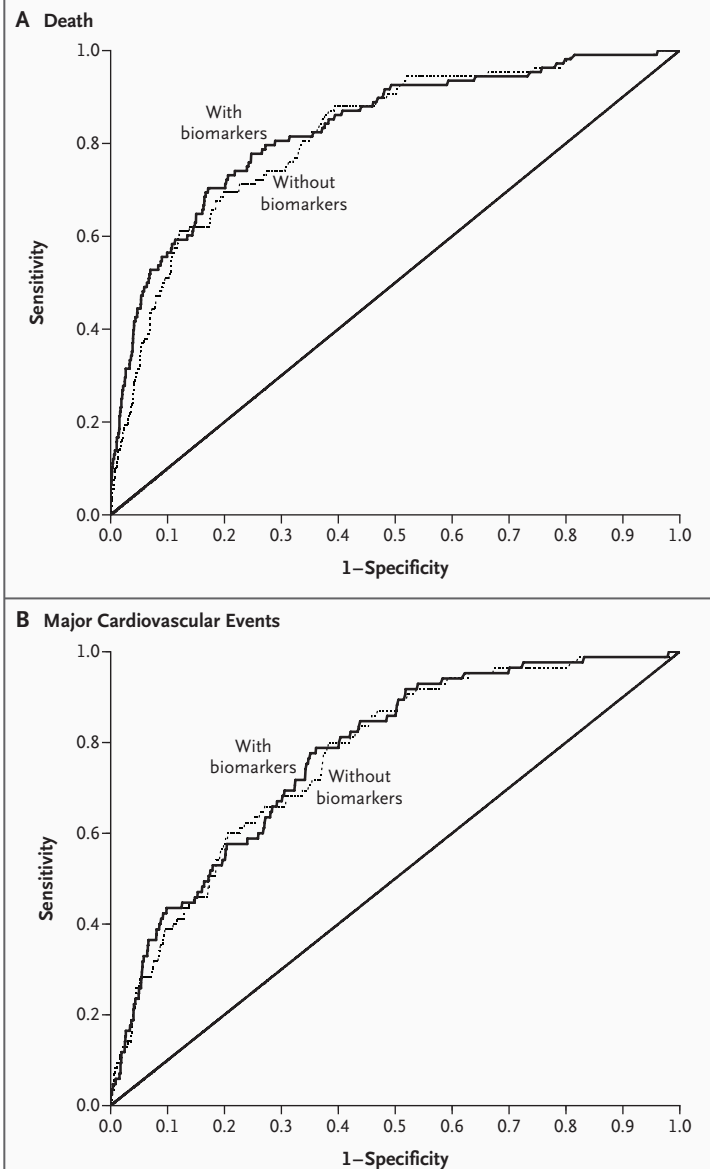 A Death
1.0
With
biomarkers
0.8
Without
biomarkers
0.6
Sensitivity
0.4
0.2
0.0
0.0 0.1 0.2 0.3 0.4 0.5 0.6 0.7 0.8 0.9 1.0
1–Specificity
B Major Cardiovascular Events
1.0
0.8
With
biomarkers
Without
biomarkers
0.6
Sensitivity
0.4
0.2
0.0
0.0 0.1 0.2 0.3 0.4 0.5 0.6 0.7 0.8 0.9 1.0
1–Specificity